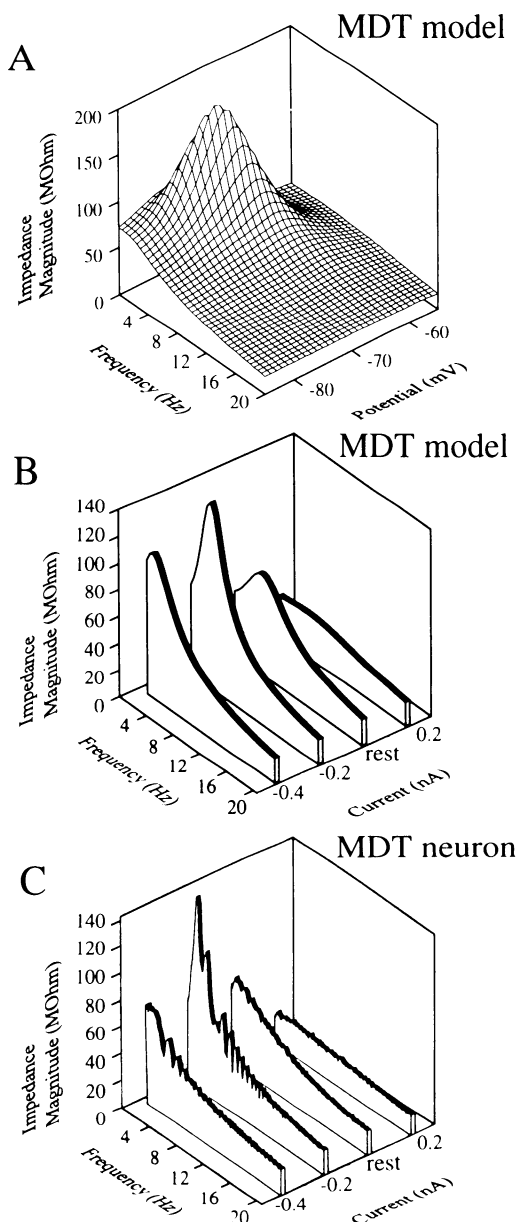 MDT model
A
200
150
100
50
0
Impedance
Magnitude (MOhm)
4
8
12
16
20
Frequency (Hz)
-80
-70
-60
Potential (mV)
MDT model
B
140
120
100
80
60
40
20
0
Impedance
Magnitude (MOhm)
4
8
12
16
20
Frequency (Hz)
-0.4
-0.2
rest
0.2
Current (nA)
MDT neuron
C
140
120
100
80
60
40
20
0
Impedance
Magnitude (MOhm)
4
8
12
16
20
Frequency (Hz)
-0.4
-0.2
rest
0.2
Current (nA)